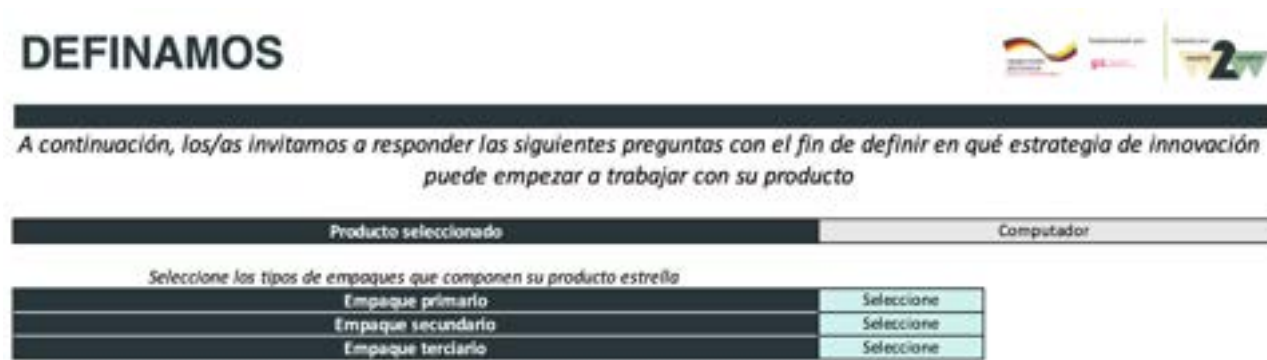 DEFINAMOS
giz
2
A continuación, los/as invitamos a responder las siguientes preguntas con el fin de definir en qué estrategia de innovación
puede empezar a trabajar con su producto
Producto seleccionado Computador
Seleccione los tipos de empaques que componen su producto estrella
Empaque primario Seleccione
Empaque secundario Seleccione
Empaque terciario Seleccione